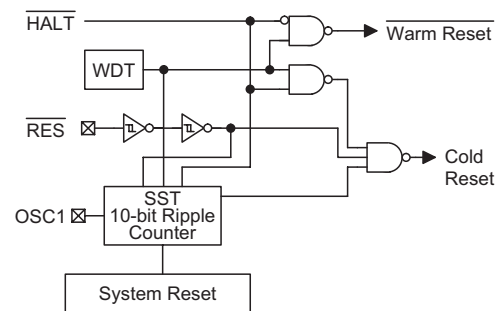 HALT
Warm Reset
WDT
RES
Cold
Reset
SST
10-bit Ripple
Counter
OSC1
System Reset